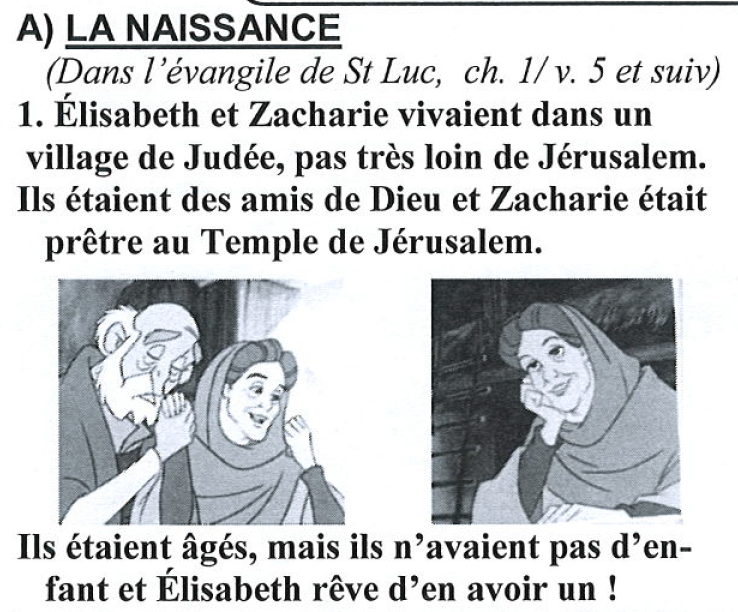 A) LA NAISSANCE
(Dans l'évangile de St Luc, ch. 1/ v. 5 et suiv)
1. Élisabeth et Zacharie vivaient dans un
village de Judée, pas très loin de Jérusalem.
Ils étaient des amis de Dieu et Zacharie était
prêtre au Temple de Jérusalem.
Ils étaient âgés, mais ils n'avaient pas d'en-
fant et Élisabeth rêve d'en avoir un !